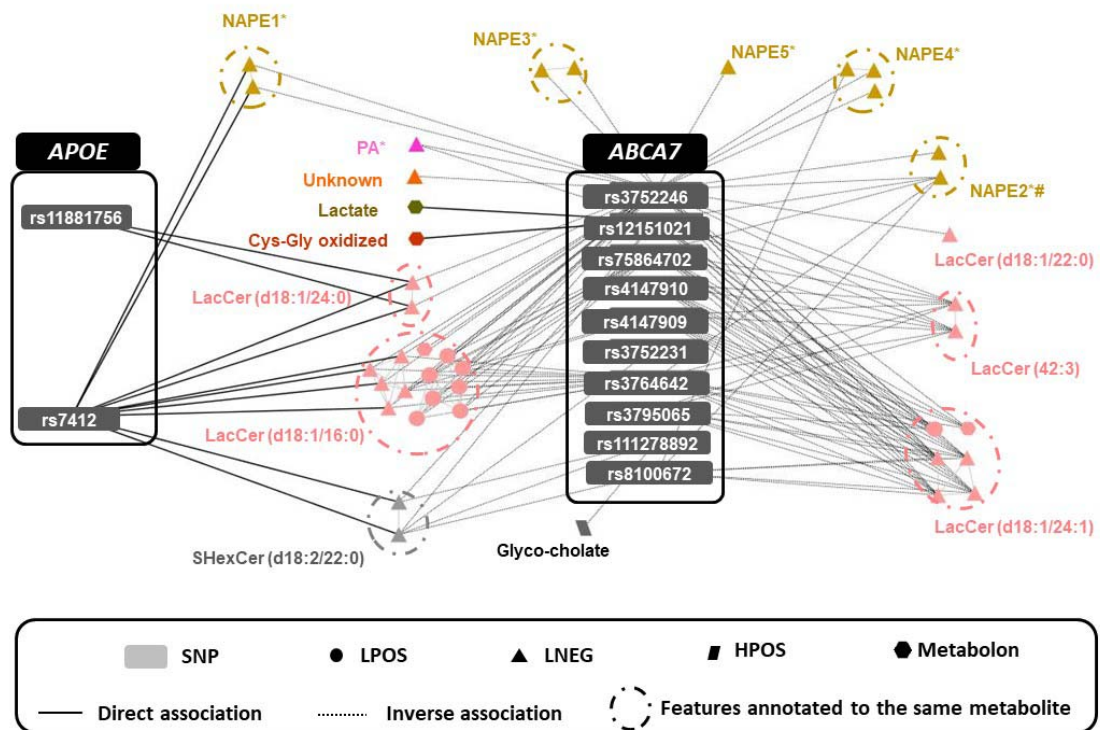 NAPE1*
NAPE3*
NAPE5*
NAPE4*
APOE
PA*
ABCA7
Unknown
rs3752246
NAPE2*#
rs11881756
Lactate
rs12151021
Cys-Gly oxidized
rs75864702
LacCer (d18:1/22:0)
LacCer (d18:1/24:0)
rs4147910
rs4147909
rs3752231
LacCer (42:3)
rs3764642
rs7412
LacCer (d18:1/16:0)
rs3795065
rs111278892
rs8100672
LacCer (d18:1/24:1)
SHexCer (d18:2/22:0)
Glyco-cholate
SNP
LPOS
LNEG
HPOS
Metabolon
Direct association
Inverse association
Features annotated to the same metabolite